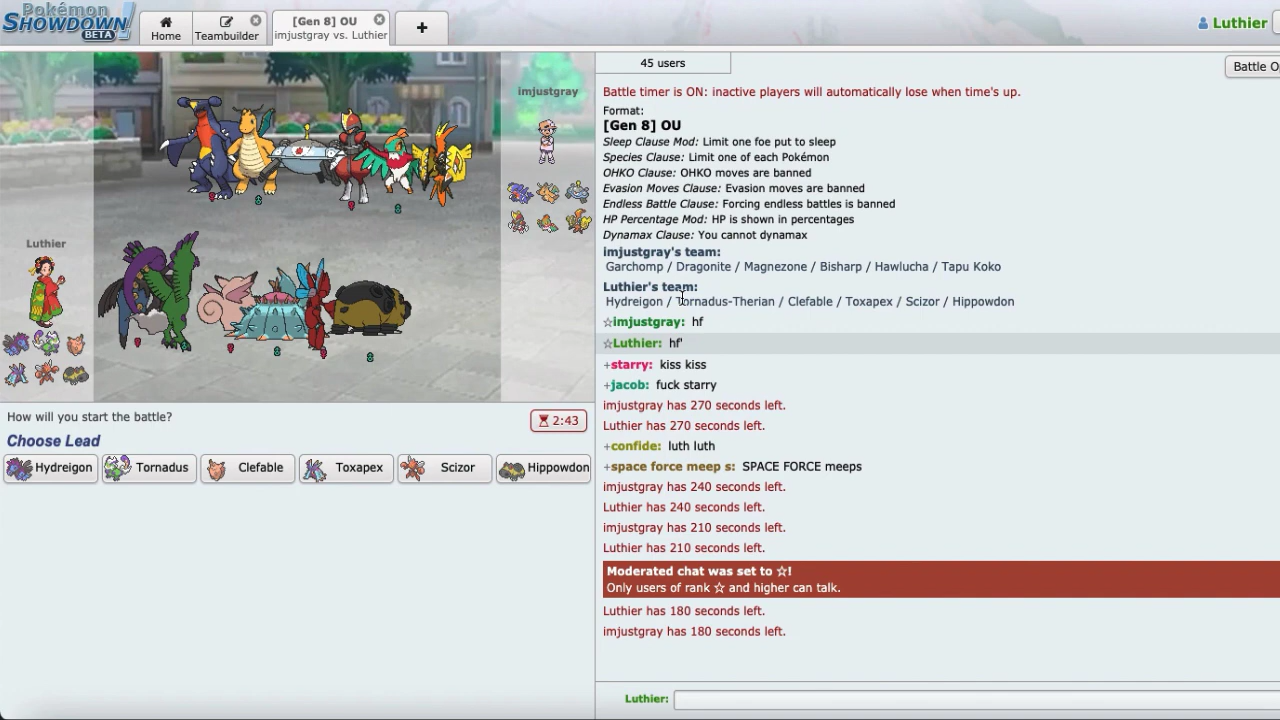 Pokémon
SHOWDOWN!
BETA
Home
Teambuilder
[Gen 8] OU
imjustgray vs. Luthier
+
Luthier
imjustgray
Luthier
How will you start the battle?
2:43
Choose Lead
Hydreigon
Tornadus
Clefable
Toxapex
Scizor
Hippowdon
45 users
Battle Op
Battle timer is ON: inactive players will automatically lose when time's up.
Format:
[Gen 8] OU
Sleep Clause Mod: Limit one foe put to sleep
Species Clause: Limit one of each Pokémon
OHKO Clause: OHKO moves are banned
Evasion Moves Clause: Evasion moves are banned
Endless Battle Clause: Forcing endless battles is banned
HP Percentage Mod: HP is shown in percentages
Dynamax Clause: You cannot dynamax
imjustgray's team:
Garchomp / Dragonite / Magnezone / Bisharp / Hawlucha / Tapu Koko
Luthier's team:
Hydreigon / Tornadus-Therian / Clefable / Toxapex / Scizor / Hippowdon
☆imjustgray: hf
☆Luthier: hf'
+starry: kiss kiss
+jacob: fuck starry
imjustgray has 270 seconds left.
Luthier has 270 seconds left.
+confide: luth luth
+space force meep s: SPACE FORCE meeps
imjustgray has 240 seconds left.
Luthier has 240 seconds left.
imjustgray has 210 seconds left.
Luthier has 210 seconds left.
Moderated chat was set to ☆!
Only users of rank ☆ and higher can talk.
Luthier has 180 seconds left.
imjustgray has 180 seconds left.
Luthier: